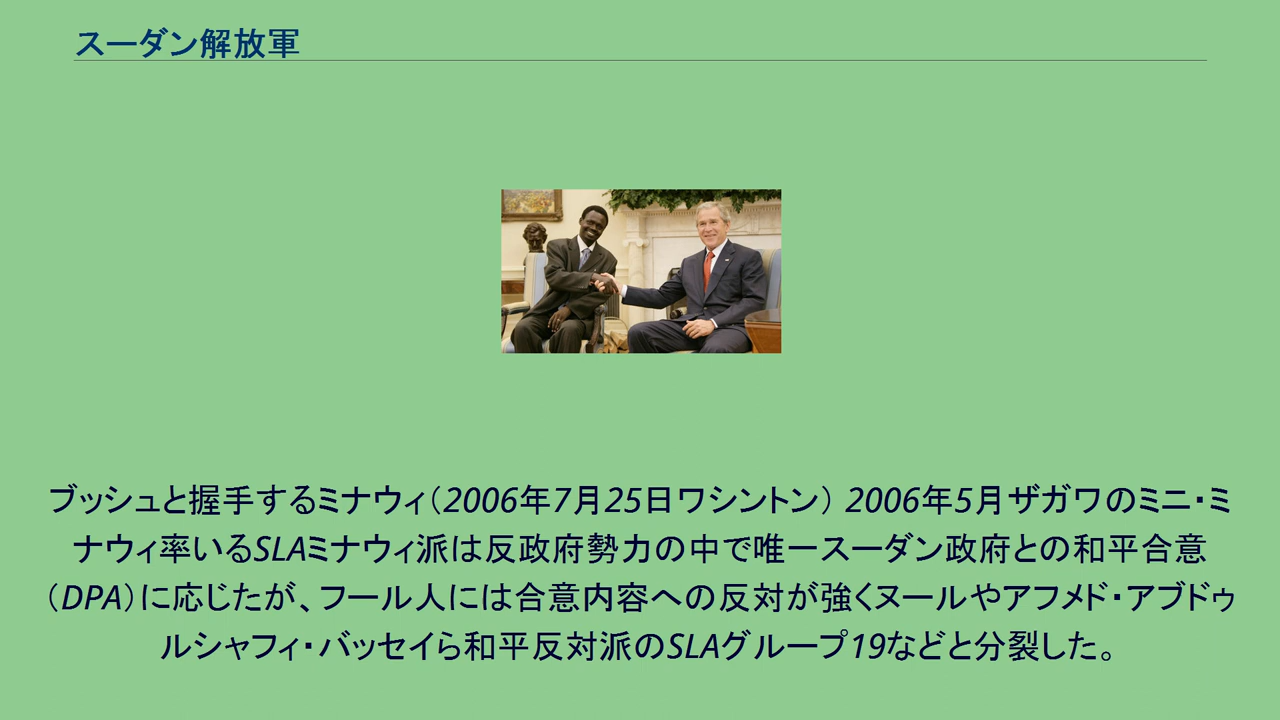 スーダン解放軍
ブッシュと握手するミナウィ（2006年7月25日ワシントン） 2006年5月ザガワのミニ・ミ
ナウィ率いるSLAミナウィ派は反政府勢力の中で唯一スーダン政府との和平合意
（DPA）に応じたが、フール人には合意内容への反対が強くヌールやアフメド・アブドゥ
ルシャフィ・バッセイら和平反対派のSLAグループ19などと分裂した。